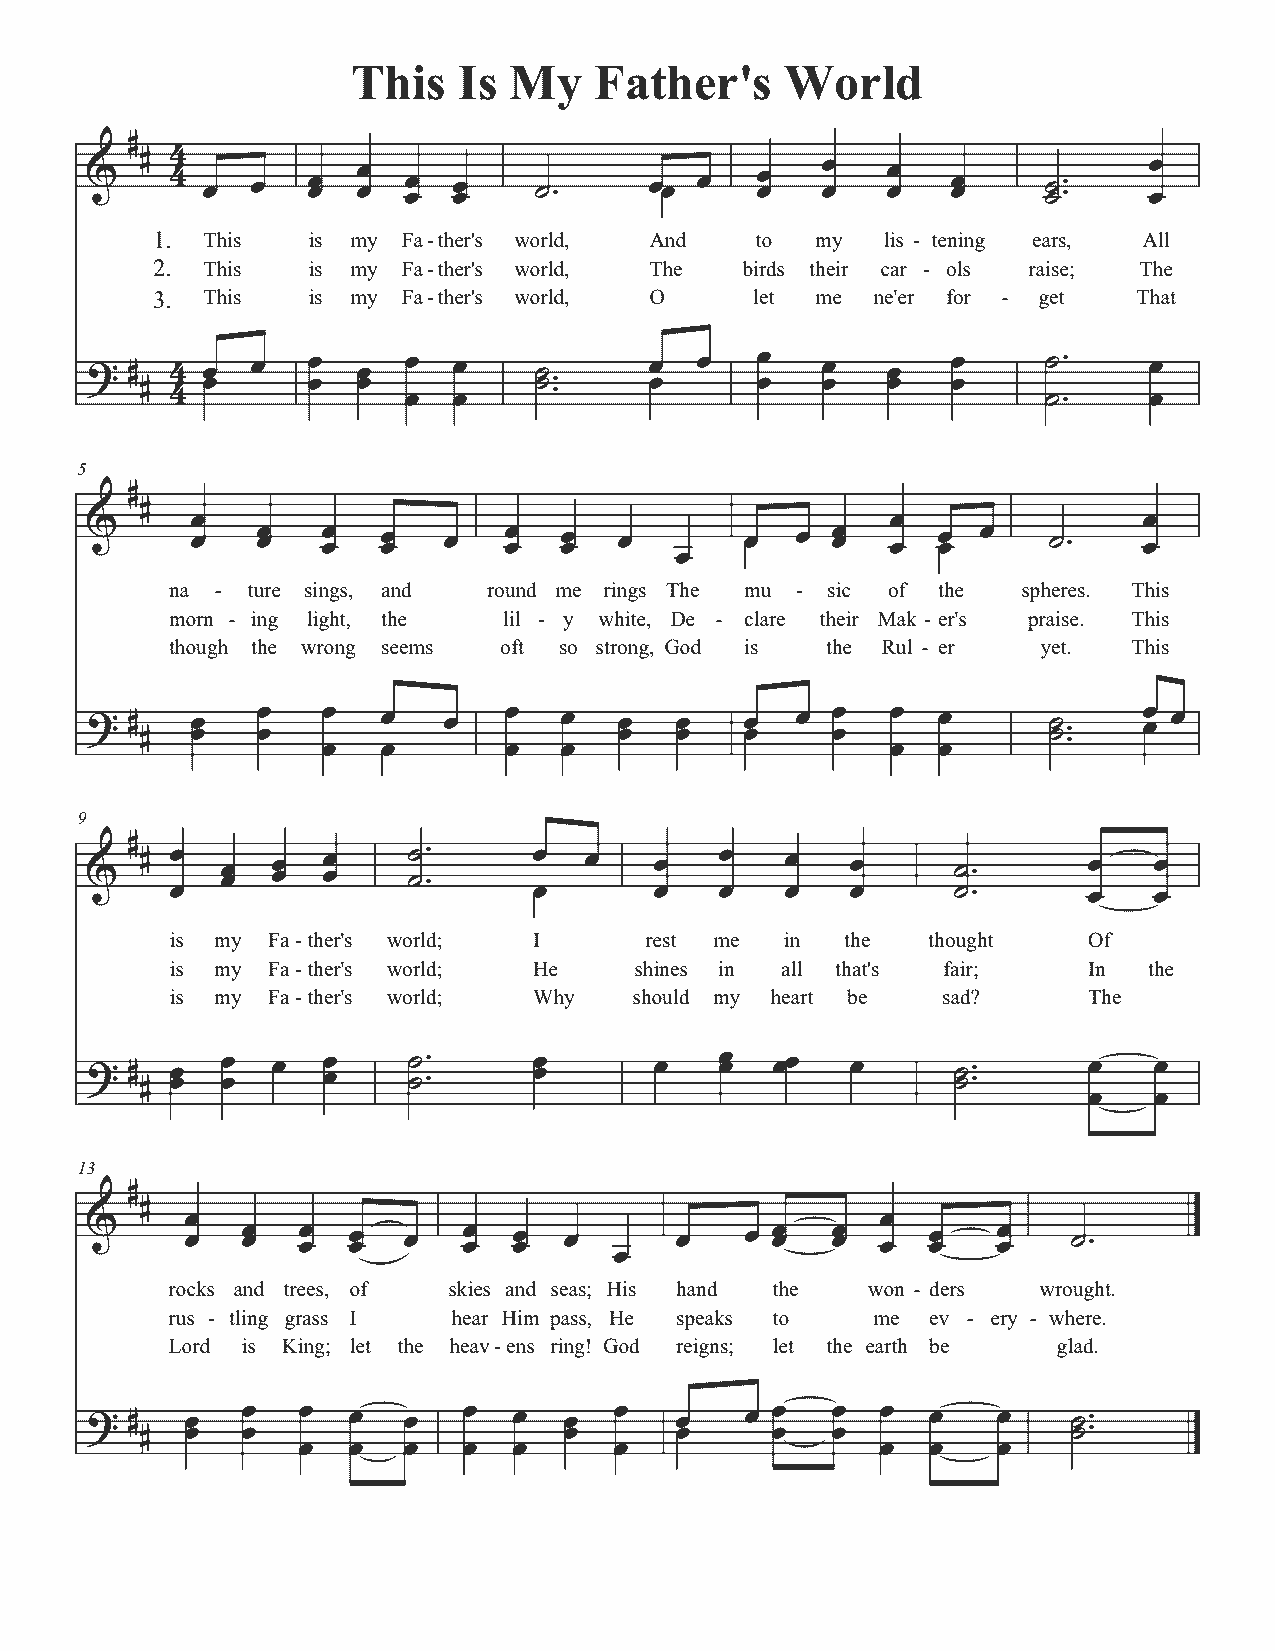 This Is My Father's World
1. This is my Fa - ther's world, And to my lis - tening ears, All
2. This is my Fa - ther's world, The birds their car - ols raise; The
3. This is my Fa - ther's world, O let me ne'er for - get That
5
na - ture sings, and round me rings The mu - sic of the spheres. This
morn - ing light, the lil - y white, De - clare their Mak - er's praise. This
though the wrong seems oft so strong, God is the Rul - er yet. This
9
is my Fa - ther's world; I rest me in the thought Of
is my Fa - ther's world; He shines in all that's fair; In the
is my Fa - ther's world; Why should my heart be sad? The
13
rocks and trees, of skies and seas; His hand the won - ders wrought.
rus - tling grass I hear Him pass, He speaks to me ev - ery - where.
Lord is King; let the heav - ens ring! God reigns; let the earth be glad.